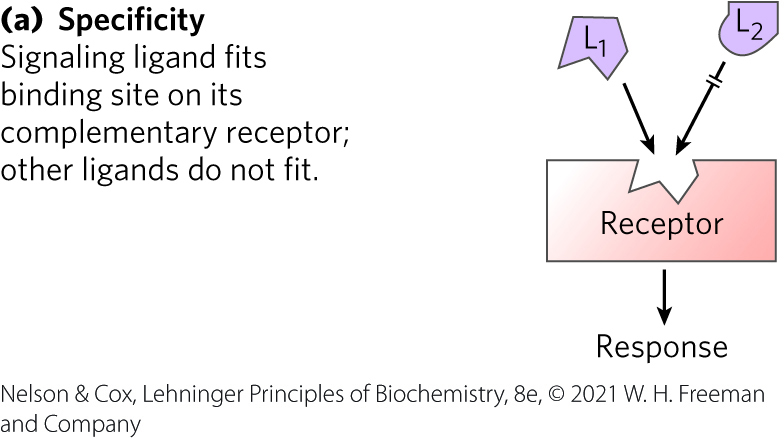 (a) Specificity
Signaling ligand fits
binding site on its
complementary receptor;
other ligands do not fit.
L1
L2
Receptor
Response
Nelson & Cox, Lehninger Principles of Biochemistry, 8e, © 2021 W. H. Freeman
and Company